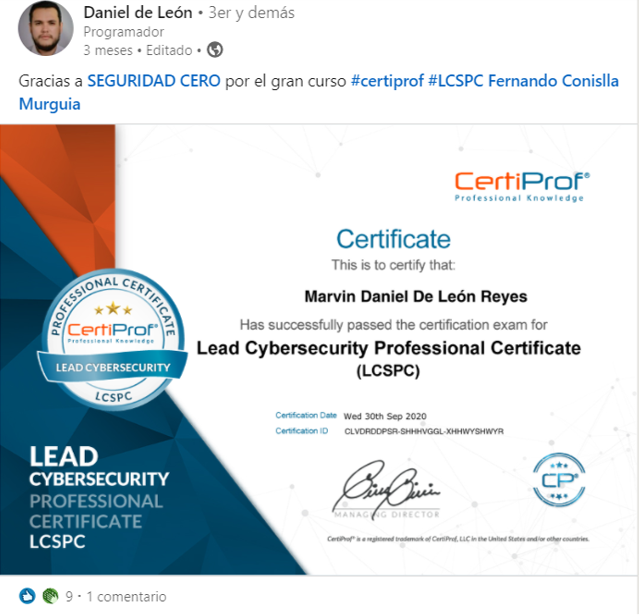 Daniel de León • 3er y demás
Programador
3 meses • Editado •
Gracias a SEGURIDAD CERO por el gran curso #certiprof #LCSPC Fernando Conislla
Murguia
CertiProf®
Professional Knowledge
Certificate
This is to certify that:
Marvin Daniel De León Reyes
Has successfully passed the certification exam for
Lead Cybersecurity Professional Certificate
(LCSPC)
PROFESSIONAL CERTIFICATE
CertiProf®
Professional Knowledge
LEAD CYBERSECURITY
LCSPC
Certification Date Wed 30th Sep 2020
Certification ID CLVDRDDPSR-SHHHVGGL-XHHWYSHWYR
LEAD
CYBERSECURITY
PROFESSIONAL
CERTIFICATE
LCSPC
MANAGING DIRECTOR
CP
CertiProf® is a registered trademark of CertiProf, LLC in the United States and/or other countries.
9 · 1 comentario